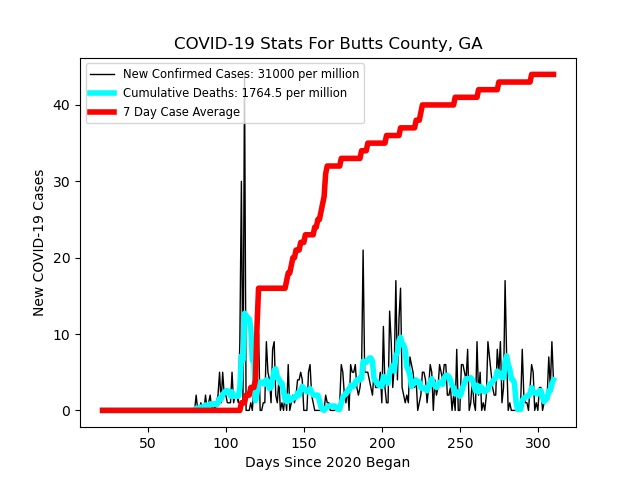 COVID-19 Stats For Butts County, GA
New Confirmed Cases: 31000 per million
Cumulative Deaths: 1764.5 per million
7 Day Case Average
New COVID-19 Cases
40
30
20
10
0
50
100
150
200
250
300
Days Since 2020 Began